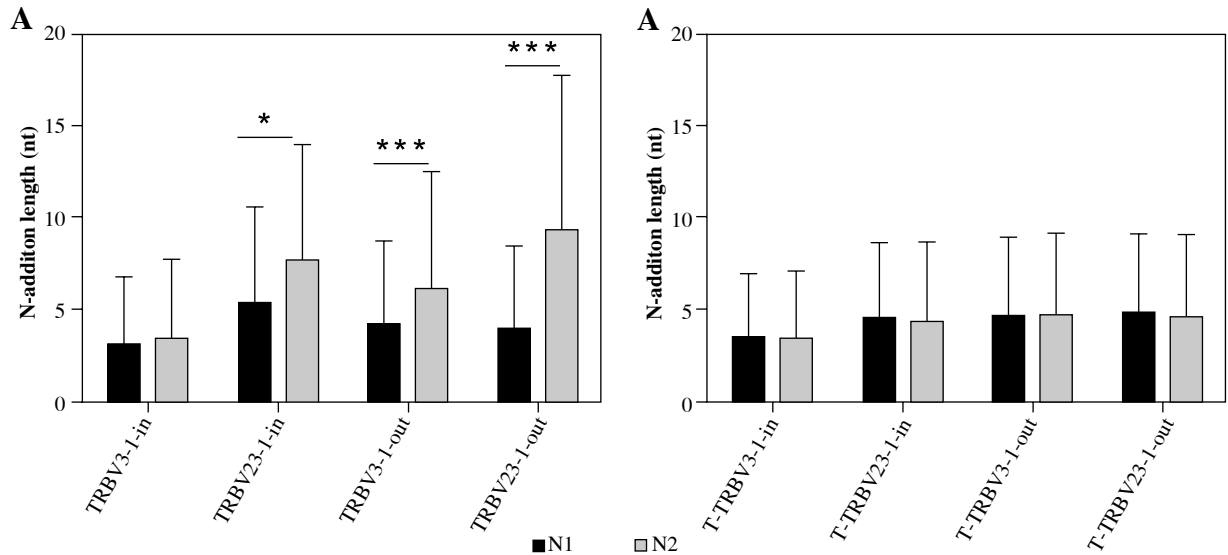 A
N-additon length (nt)
20
15
10
5
0
*
***
***
TRBV3-1-in
TRBV23-1-in
TRBV3-1-out
TRBV23-1-out
A
N-additon length (nt)
20
15
10
5
0
T-TRBV3-1-in
T-TRBV23-1-in
T-TRBV3-1-out
T-TRBV23-1-out
N1
N2